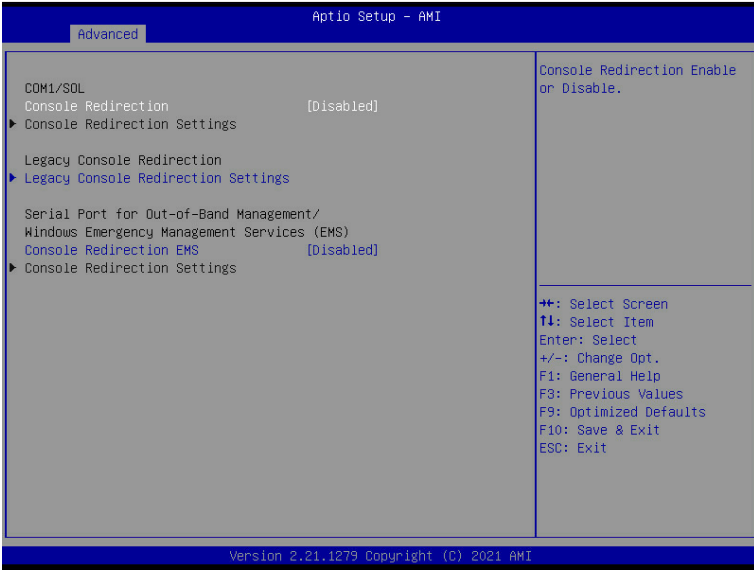 Aptio Setup – AMI
Advanced
COM1/SOL
Console Redirection [Disabled]
Console Redirection Settings
Legacy Console Redirection
Legacy Console Redirection Settings
Serial Port for Out-of-Band Management/
Windows Emergency Management Services (EMS)
Console Redirection EMS [Disabled]
Console Redirection Settings
Console Redirection Enable
or Disable.
→←: Select Screen
↑↓: Select Item
Enter: Select
+/-: Change Opt.
F1: General Help
F3: Previous Values
F9: Optimized Defaults
F10: Save & Exit
ESC: Exit
Version 2.21.1279 Copyright (C) 2021 AMI